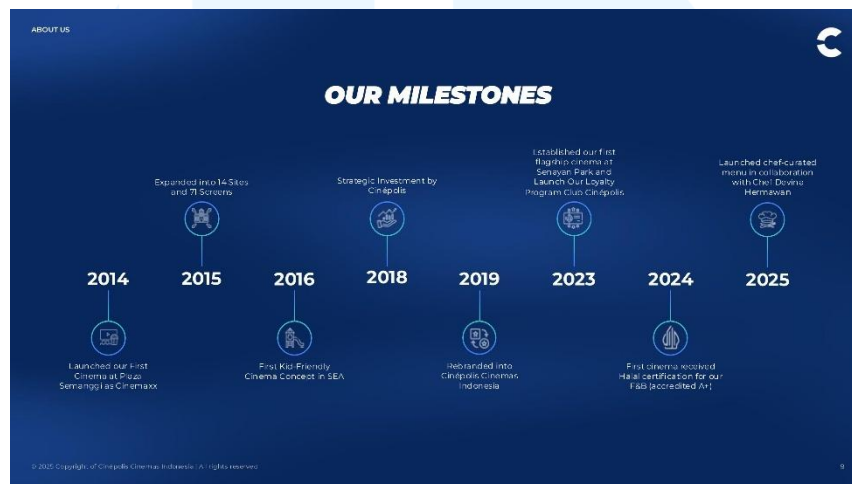 ABOUT US
OUR MILESTONES
Expanded into 14 Sites
and 71 Screens
Strategic Investment by
Cinépolis
Established our first
flagship cinema at
Senayan Park and
Launch Our Loyalty
Program Club Cinépolis
Launched chef-curated
menu in collaboration
with Chef Devina
Hermawan
2014
2015
2016
2018
2019
2023
2024
2025
Launched our First
Cinema at Plaza
Semanggi as Cinemaxx
First Kid-Friendly
Cinema Concept in SEA
Rebranded into
Cinépolis Cinemas
Indonesia
First cinema received
Halal certification for our
F&B (accredited A+)
© 2025 Copyright of Cinépolis Cinemas Indonesia | All rights reserved
9